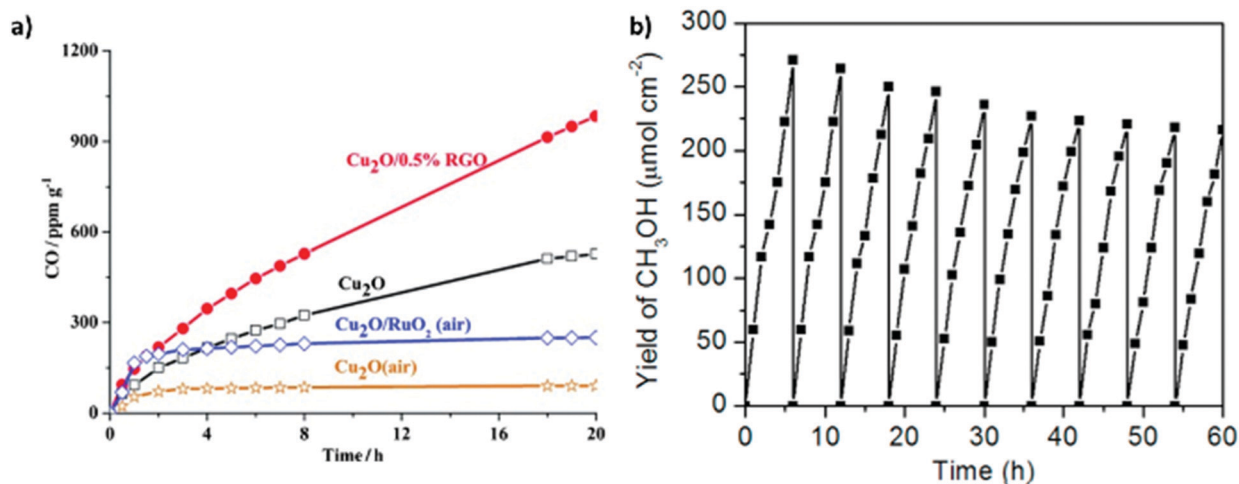 a)
1200
900
600
300
0
CO / ppm g⁻¹
Cu₂O/0.5% RGO
Cu₂O
Cu₂O/RuO₂ (air)
Cu₂O(air)
0 4 8 12 16 20
Time / h
b)
300
250
200
150
100
50
0
Yield of CH₃OH (μmol cm⁻²)
0 10 20 30 40 50 60
Time (h)